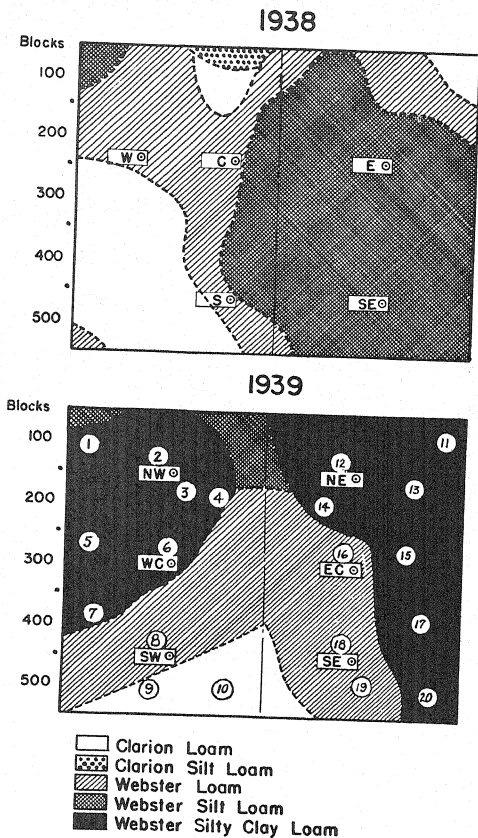 1938
Blocks
100
200
W C E
300
400
S SE
500
1939
Blocks
100
1 2 12 11
NW NE
3 4 13
200
14
5 6 16 15
300
WC EC
7 17
400
8 18
SW SE
500
9 10 19 20
Clarion Loam
Clarion Silt Loam
Webster Loam
Webster Silt Loam
Webster Silty Clay Loam